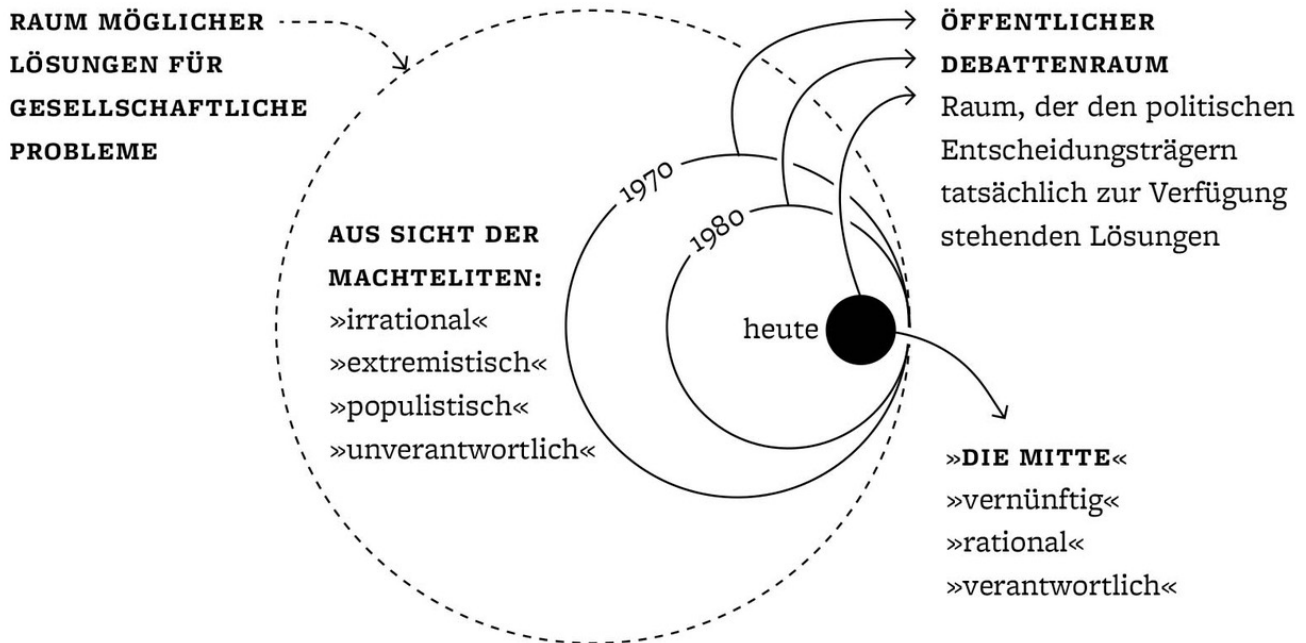 RAUM MÖGLICHER
LÖSUNGEN FÜR
GESELLSCHAFTLICHE
PROBLEME
ÖFFENTLICHER
DEBATTENRAUM
Raum, der den politischen
Entscheidungsträgern
tatsächlich zur Verfügung
stehenden Lösungen
1970
1980
AUS SICHT DER
MACHTELITEN:
»irrational«
»extremistisch«
»populistisch«
»unverantwortlich«
heute
»DIE MITTE«
»vernünftig«
»rational«
»verantwortlich«